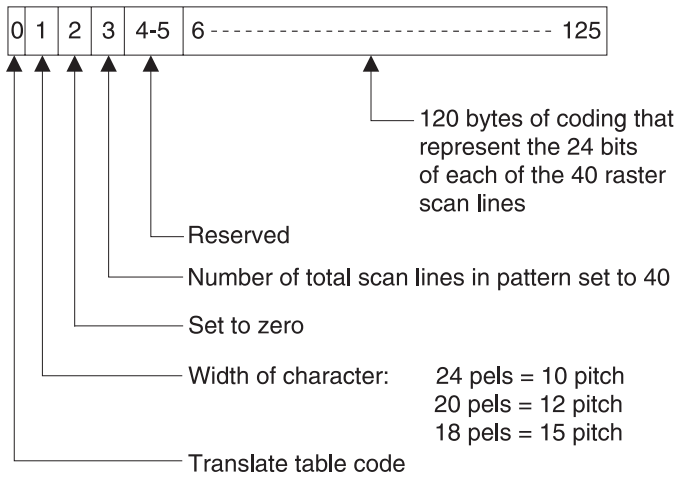 0 1 2 3 4-5 6 ------------------------------------ 125
120 bytes of coding that
represent the 24 bits
of each of the 40 raster
scan lines
Reserved
Number of total scan lines in pattern set to 40
Set to zero
Width of character: 24 pels = 10 pitch
20 pels = 12 pitch
18 pels = 15 pitch
Translate table code